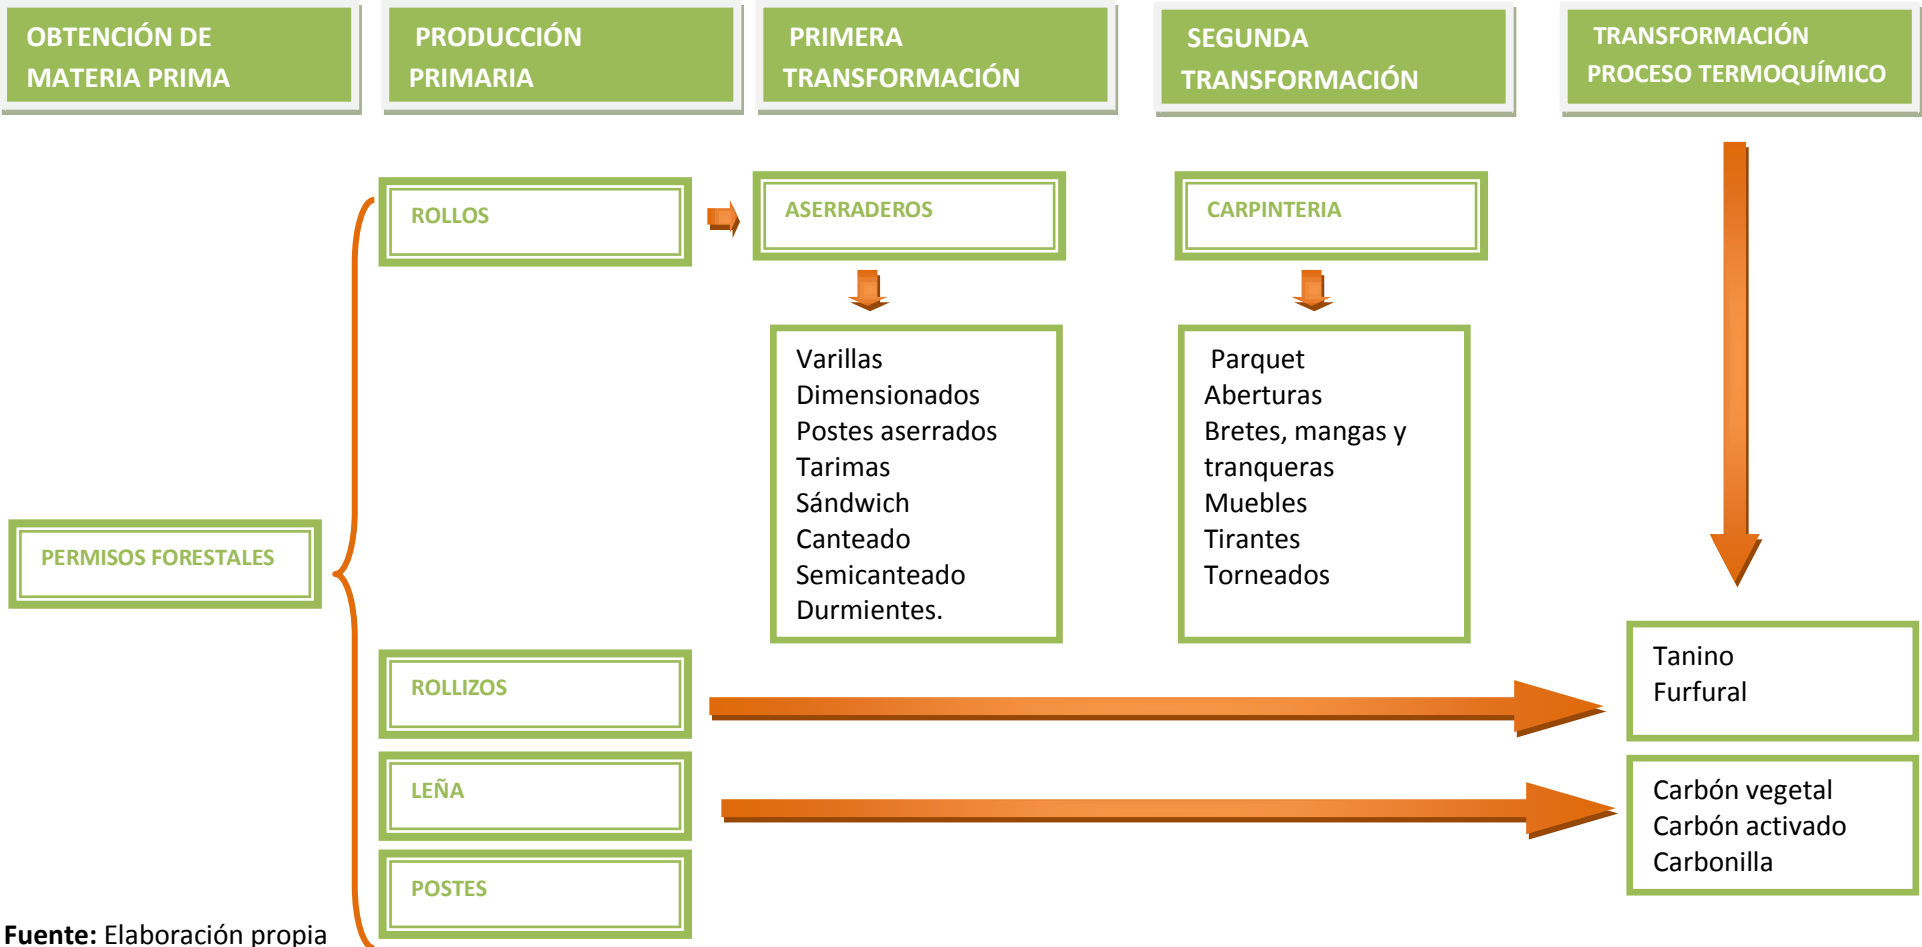 OBTENCIÓN DE
MATERIA PRIMA
PRODUCCIÓN
PRIMARIA
PRIMERA
TRANSFORMACIÓN
SEGUNDA
TRANSFORMACIÓN
TRANSFORMACIÓN
PROCESO TERMOQUÍMICO
PERMISOS FORESTALES
ROLLOS
ASERRADEROS
CARPINTERIA
Varillas
Dimensionados
Postes aserrados
Tarimas
Sándwich
Canteado
Semicanteado
Durmientes.
Parquet
Aberturas
Bretes, mangas y
tranqueras
Muebles
Tirantes
Torneados
ROLLIZOS
Tanino
Furfural
LEÑA
Carbón vegetal
Carbón activado
Carbonilla
POSTES
Fuente: Elaboración propia